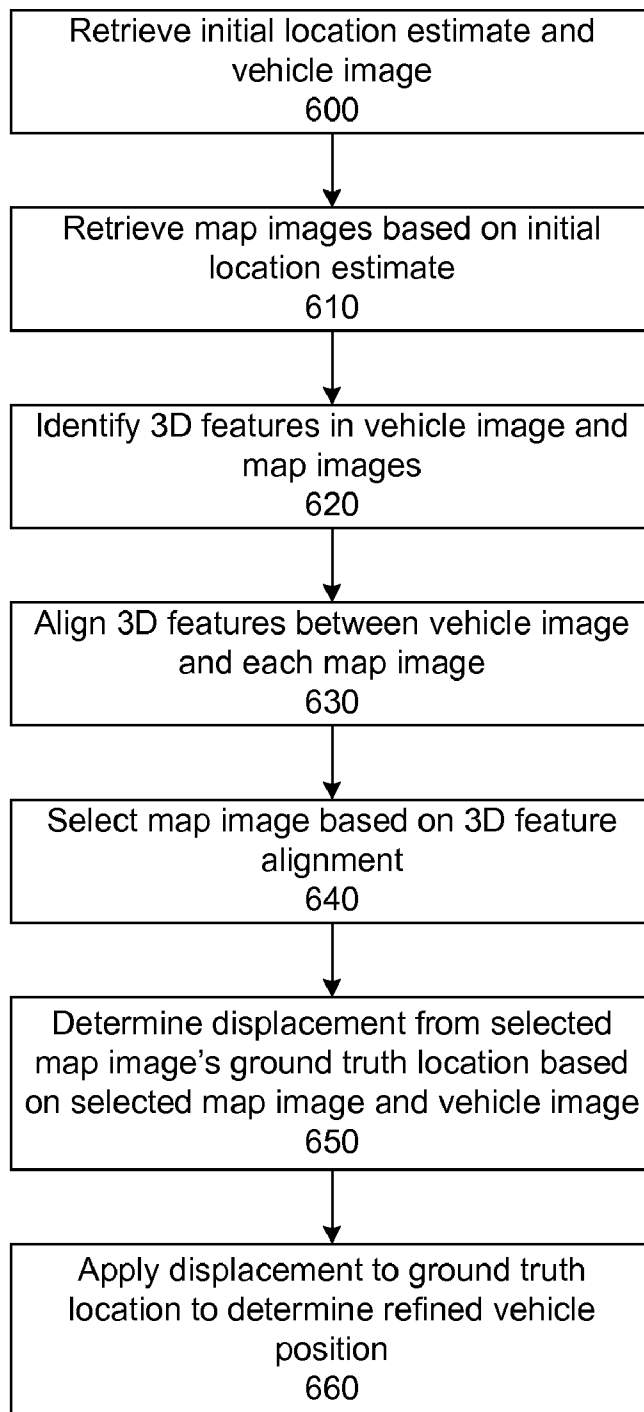 Retrieve initial location estimate and
vehicle image
600
Retrieve map images based on initial
location estimate
610
Identify 3D features in vehicle image and
map images
620
Align 3D features between vehicle image
and each map image
630
Select map image based on 3D feature
alignment
640
Determine displacement from selected
map image’s ground truth location based
on selected map image and vehicle image
650
Apply displacement to ground truth
location to determine refined vehicle
position
660